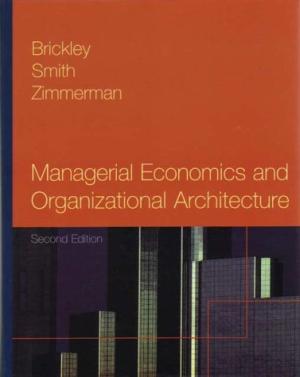 Brickley
Smith
Zimmerman
Managerial Economics and
Organizational Architecture
Second Edition